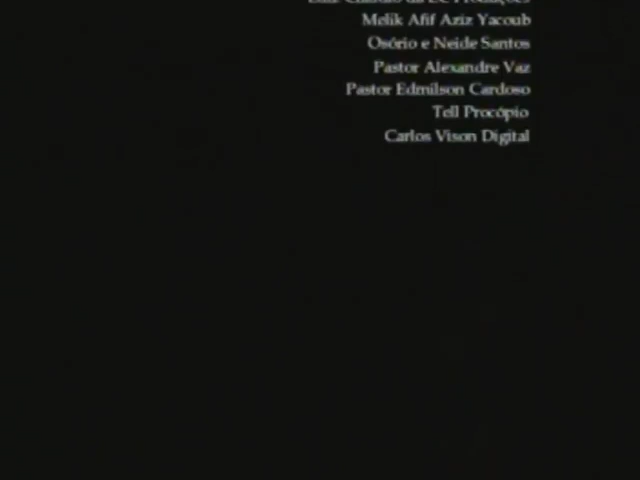 Melik Afif Aziz Yacoub
Osório e Neide Santos
Pastor Alexandre Vaz
Pastor Edmilson Cardoso
Tell Procópio
Carlos Vison Digital